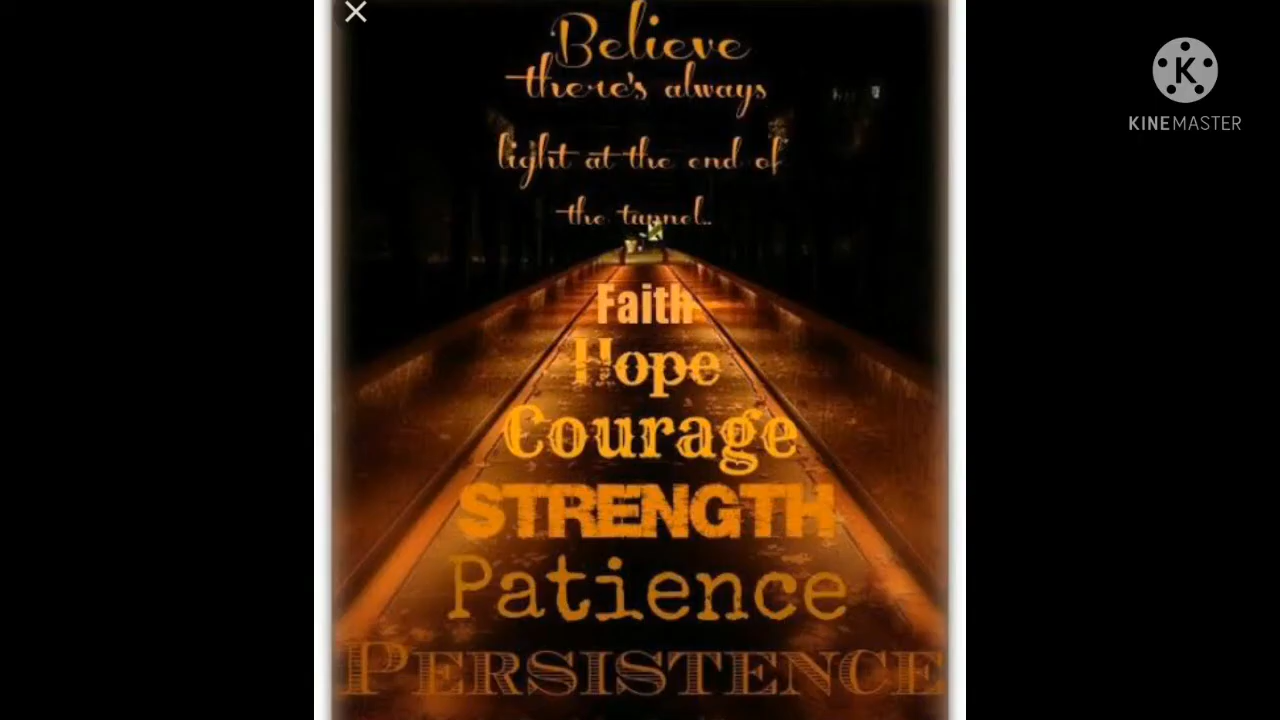 Believe
there's always
light at the end of
the tunnel..
Faith
Hope
Courage
STRENGTH
Patience
PERSISTENCE
K
KINEMASTER